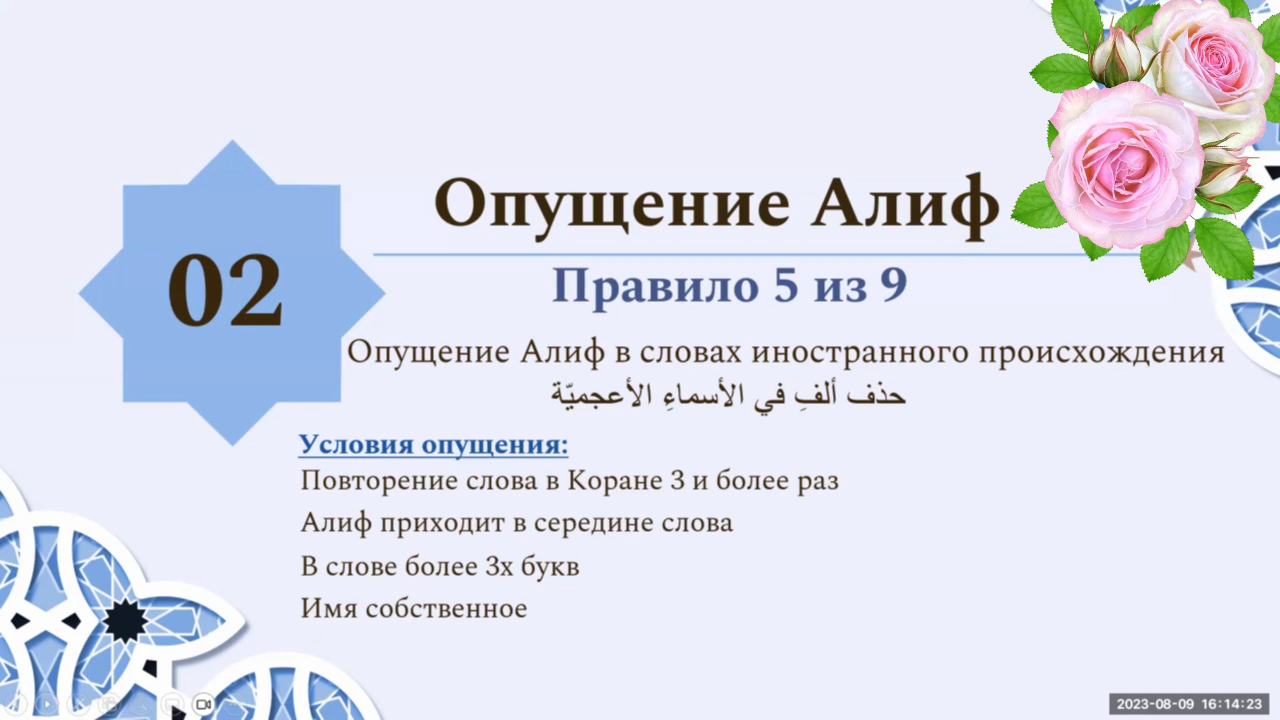 02
Опущение Алиф
Правило 5 из 9
Опущение Алиф в словах иностранного происхождения
حذف ألفِ في الأسماءِ الأعجميّة
Условия опущения:
Повторение слова в Коране 3 и более раз
Алиф приходит в середине слова
В слове более 3х букв
Имя собственное
2023-08-09 16:14:23